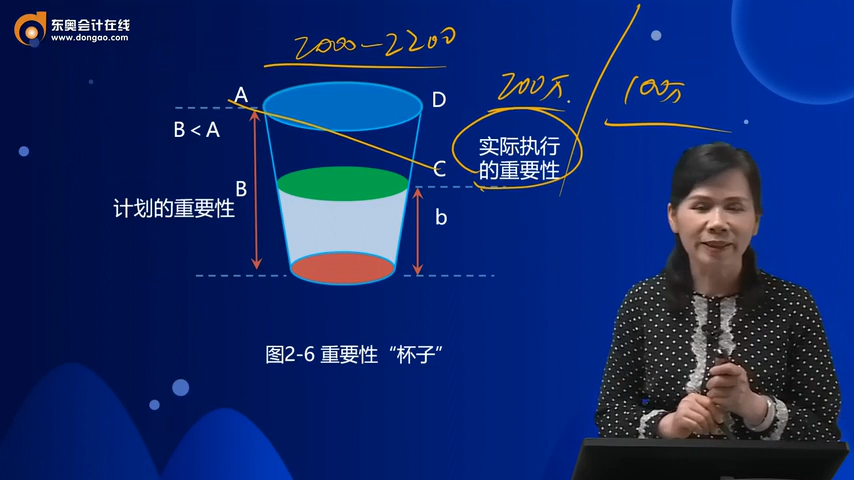 东奥会计在线
www.dongao.com
2000-2200
A
D
200万
100万
B<A
实际执行
的重要性
C
B
计划的重要性
b
图2-6 重要性“杯子”